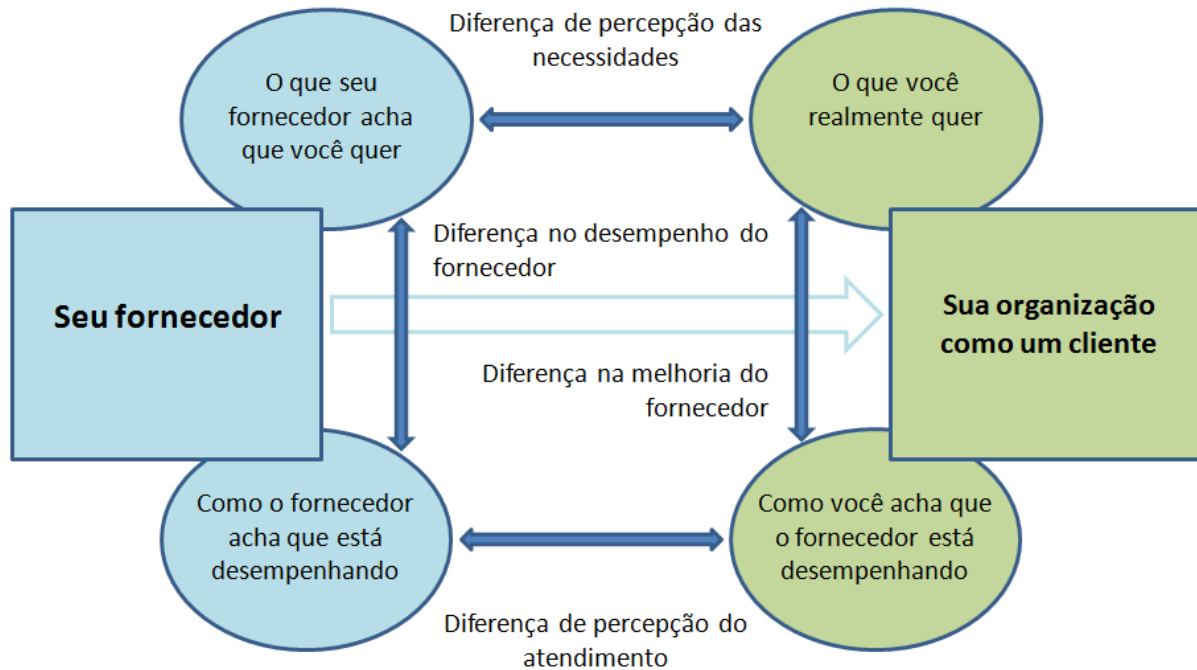 Diferença de percepção das
necessidades
O que seu
fornecedor acha
que você quer
O que você
realmente quer
Diferença no desempenho do
fornecedor
Seu fornecedor
Sua organização
como um cliente
Diferença na melhoria do
fornecedor
Como o fornecedor
acha que está
desempenhando
Como você acha que
o fornecedor está
desempenhando
Diferença de percepção do
atendimento